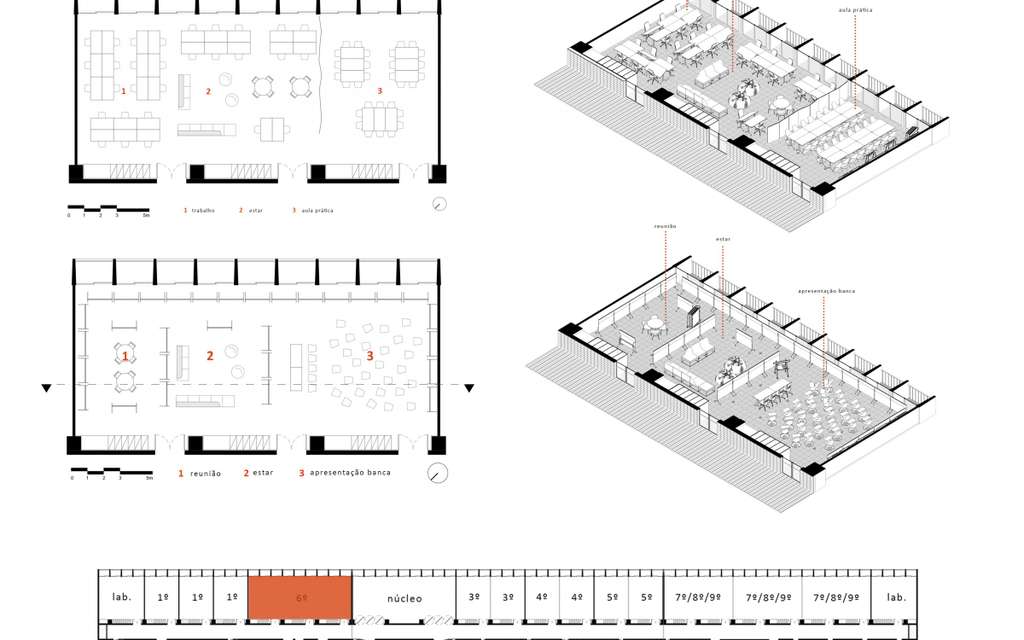 aula prática
1
2
3
0 1 2 3 5m
1 trabalho 2 estar 3 aula prática
reunião
estar
apresentação banca
1
2
3
0 1 2 3 5m
1 reunião 2 estar 3 apresentação banca
lab. 1º 1º 1º 6º núcleo 3º 3º 4º 4º 5º 5º 7º/8º/9º 7º/8º/9º 7º/8º/9º lab.